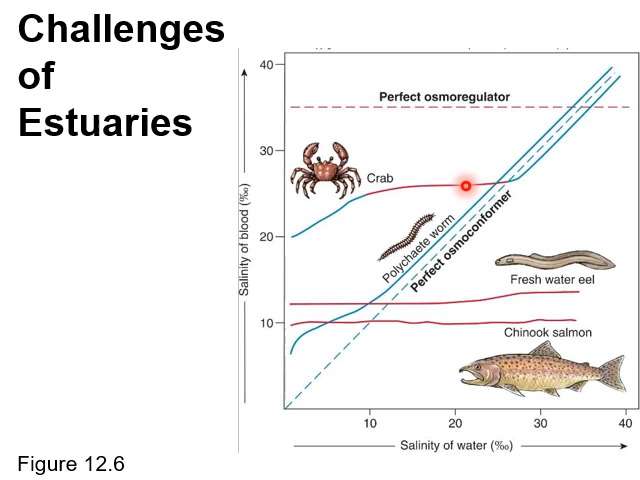 Challenges
of
Estuaries
40
Perfect osmoregulator
30
Crab
Salinity of blood (‰)
Polychaete worm
Perfect osmoconformer
20
Fresh water eel
10
Chinook salmon
10 20 30 40
Salinity of water (‰)
Figure 12.6